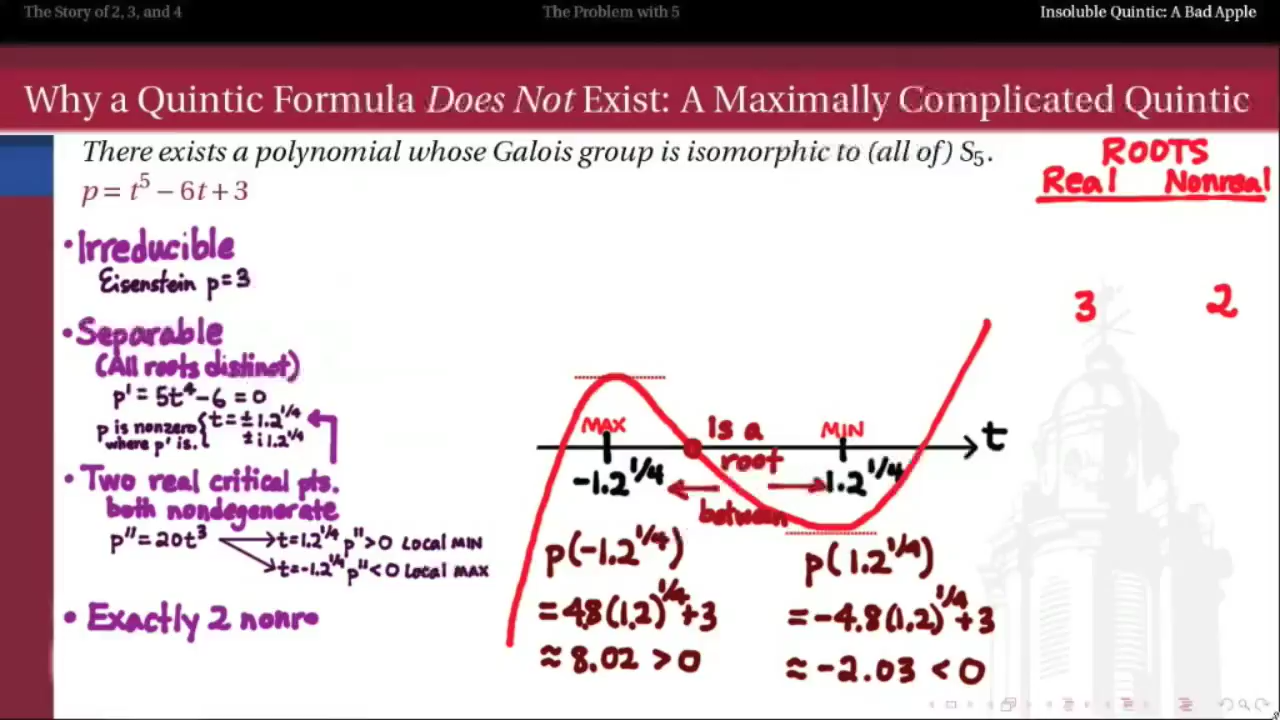 The Story of 2, 3, and 4
The Problem with 5
Insoluble Quintic: A Bad Apple
Why a Quintic Formula Does Not Exist: A Maximally Complicated Quintic
There exists a polynomial whose Galois group is isomorphic to (all of) S₅.
p = t⁵ − 6t + 3
ROOTS
Real Nonreal
3 2
• Irreducible
Eisenstein p=3
• Separable
(All roots distinct)
p' = 5t⁴ − 6 = 0
p is nonzero where p' is. { t = ± 1.2^(1/4)
± i 1.2^(1/4)
• Two real critical pts.
both nondegenerate
p'' = 20t³
t = 1.2^(1/4) p'' > 0 Local MIN
t = -1.2^(1/4) p'' < 0 Local MAX
• Exactly 2 nonre
MAX
is a
root
between
MIN
t
-1.2^(1/4)
1.2^(1/4)
p(-1.2^(1/4))
= 4.8(1.2)^(1/4) + 3
≈ 8.02 > 0
p(1.2^(1/4))
= -4.8(1.2)^(1/4) + 3
≈ -2.03 < 0